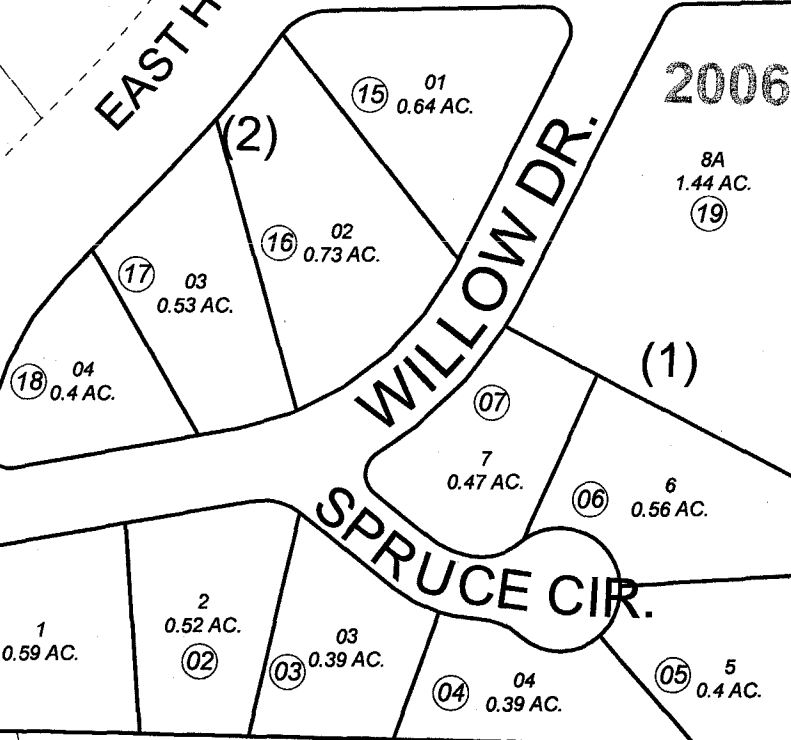 EAST H
15
01
0.64 AC.
2006
(2)
WILLOW DR.
8A
1.44 AC.
19
16
02
0.73 AC.
17
03
0.53 AC.
18
04
0.4 AC.
(1)
07
7
0.47 AC.
06
6
0.56 AC.
SPRUCE CIR.
1
0.59 AC.
2
0.52 AC.
02
03
03
0.39 AC.
04
04
0.39 AC.
05
5
0.4 AC.